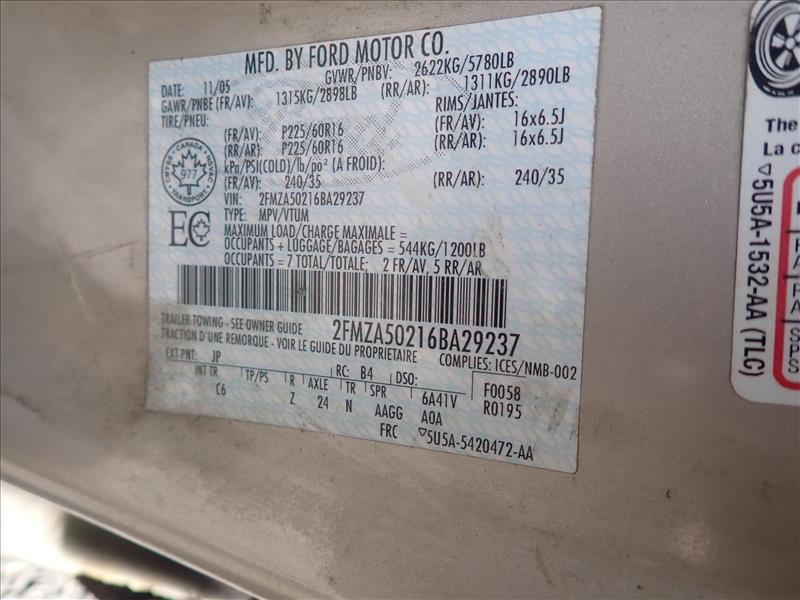 MFD. BY FORD MOTOR CO.
DATE: 11/05 GVWR/PNBV: 2622KG/5780LB
GAWR/PNBE (FR/AV): 1315KG/2898LB (RR/AR): 1311KG/2890LB
TIRE/PNEU: RIMS/JANTES:
(FR/AV): P225/60R16 (FR/AV): 16x6.5J
(RR/AR): P225/60R16 (RR/AR): 16x6.5J
kPa/PSI(COLD)/lb/po² (A FROID):
(FR/AV): 240/35 (RR/AR): 240/35
VIN: 2FMZA50216BA29237
TYPE: MPV/VTUM
MAXIMUM LOAD/CHARGE MAXIMALE =
OCCUPANTS + LUGGAGE/BAGAGES = 544KG/1200LB
OCCUPANTS = 7 TOTAL/TOTALE: 2 FR/AV, 5 RR/AR
CANADA
CMVSS NSVAC
977
TRANSPORT
EC
TRAILER TOWING - SEE OWNER GUIDE 2FMZA50216BA29237
TRACTION D'UNE REMORQUE - VOIR LE GUIDE DU PROPRIETAIRE
EXT PNT: JP RC: B4 DSO: COMPLIES: ICES/NMB-002
INT TR TP/PS R AXLE TR SPR 6A41V F0058
C6 Z 24 N AAGG A0A R0195
FRC ▽5U5A-5420472-AA
The
La c
▽5U5A-1532-AA (TLC)